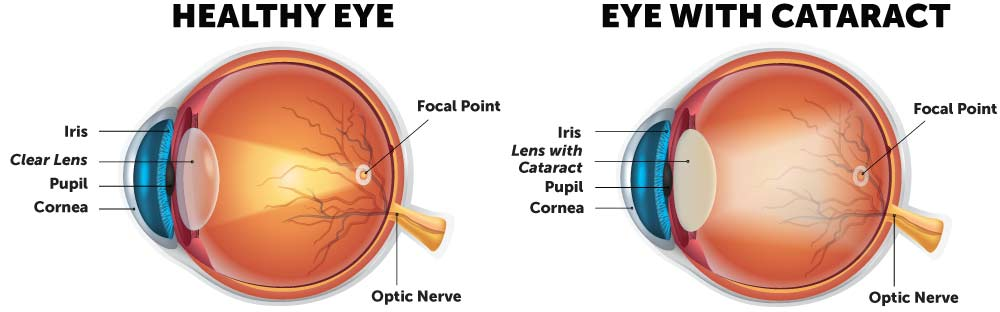 HEALTHY EYE
Focal Point
Iris
Clear Lens
Pupil
Cornea
Optic Nerve
EYE WITH CATARACT
Focal Point
Iris
Lens with
Cataract
Pupil
Cornea
Optic Nerve